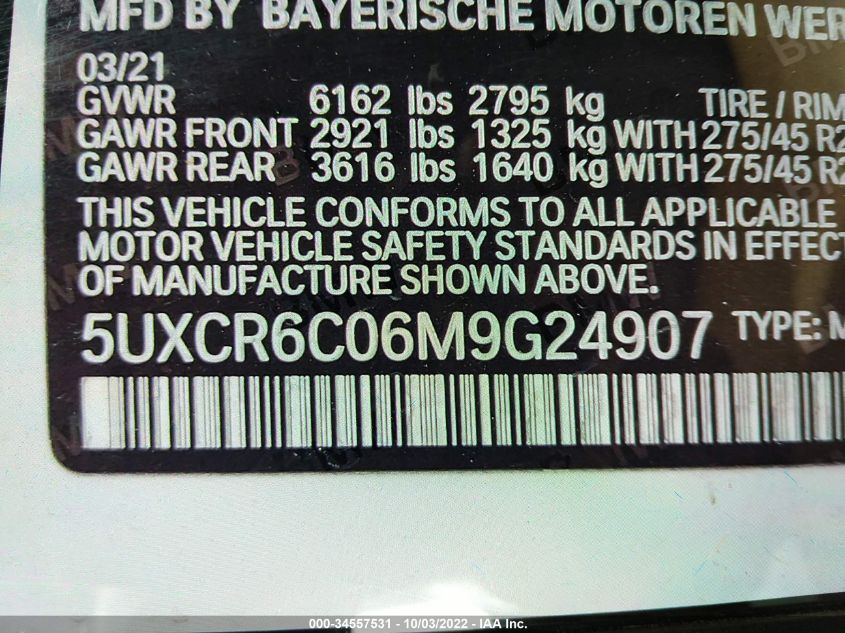 MFD BY BAYERISCHE MOTOREN WER
03/21
GVWR 6162 lbs 2795 kg TIRE / RIM
GAWR FRONT 2921 lbs 1325 kg WITH 275/45 R2
GAWR REAR 3616 lbs 1640 kg WITH 275/45 R2
THIS VEHICLE CONFORMS TO ALL APPLICABLE
MOTOR VEHICLE SAFETY STANDARDS IN EFFECT
OF MANUFACTURE SHOWN ABOVE.
5UXCR6C06M9G24907 TYPE: M
000-34557531 - 10/03/2022 - IAA Inc.